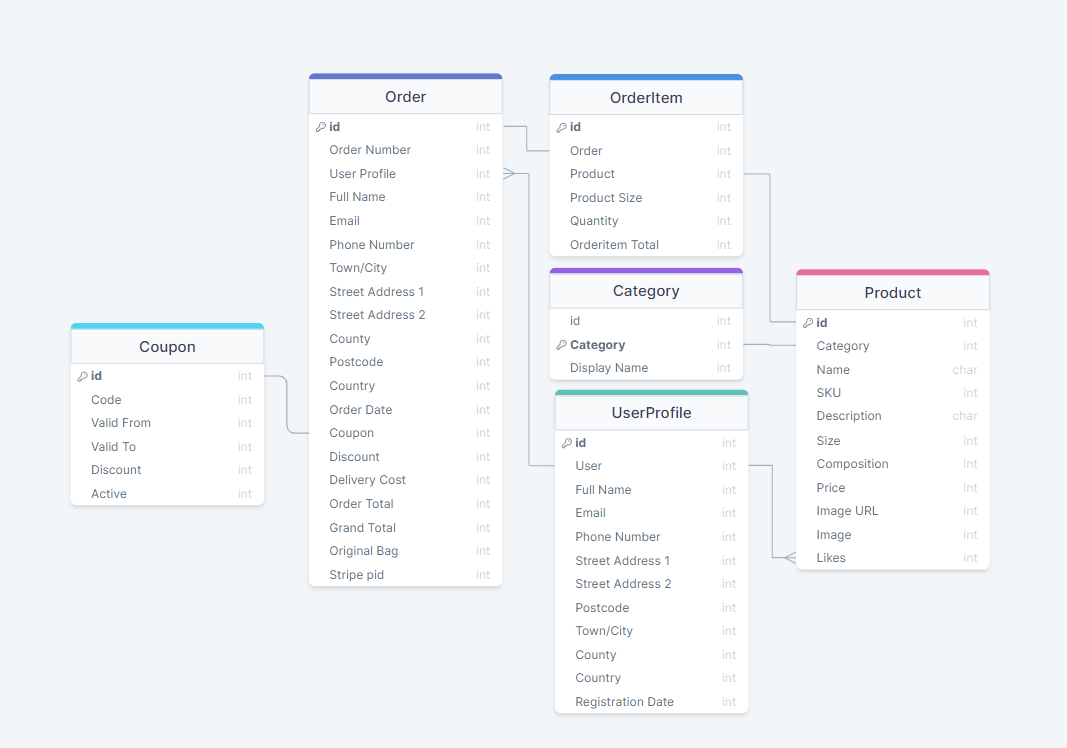 Order
id int
Order Number int
User Profile int
Full Name int
Email int
Phone Number int
Town/City int
Street Address 1 int
Street Address 2 int
County int
Postcode int
Country int
Order Date int
Coupon int
Discount int
Delivery Cost int
Order Total int
Grand Total int
Original Bag int
Stripe pid int
OrderItem
id int
Order int
Product int
Product Size int
Quantity int
Orderitem Total int
Category
id int
Category int
Display Name int
Product
id int
Category int
Name char
SKU int
Description char
Size int
Composition int
Price int
Image URL int
Image int
Likes int
Coupon
id int
Code int
Valid From int
Valid To int
Discount int
Active int
UserProfile
id int
User int
Full Name int
Email int
Phone Number int
Street Address 1 int
Street Address 2 int
Postcode int
Town/City int
County int
Country int
Registration Date int